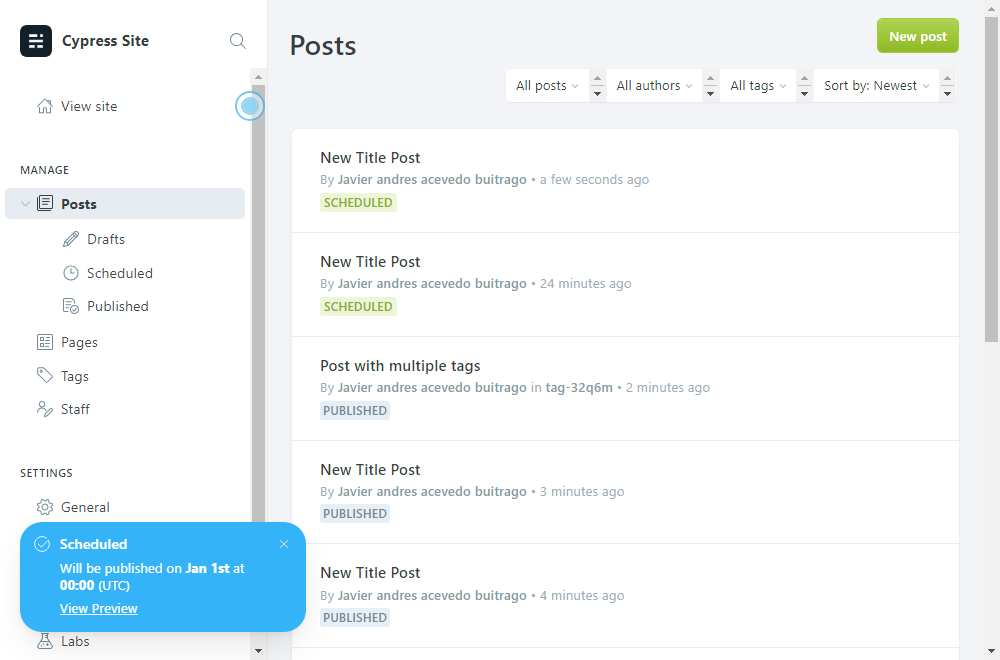 Cypress Site
View site
MANAGE
Posts
Drafts
Scheduled
Published
Pages
Tags
Staff
SETTINGS
General
Scheduled
Will be published on Jan 1st at
00:00 (UTC)
View Preview
Labs
Posts
New post
All posts All authors All tags Sort by: Newest
New Title Post
By Javier andres acevedo buitrago • a few seconds ago
SCHEDULED
New Title Post
By Javier andres acevedo buitrago • 24 minutes ago
SCHEDULED
Post with multiple tags
By Javier andres acevedo buitrago in tag-32q6m • 2 minutes ago
PUBLISHED
New Title Post
By Javier andres acevedo buitrago • 3 minutes ago
PUBLISHED
New Title Post
By Javier andres acevedo buitrago • 4 minutes ago
PUBLISHED